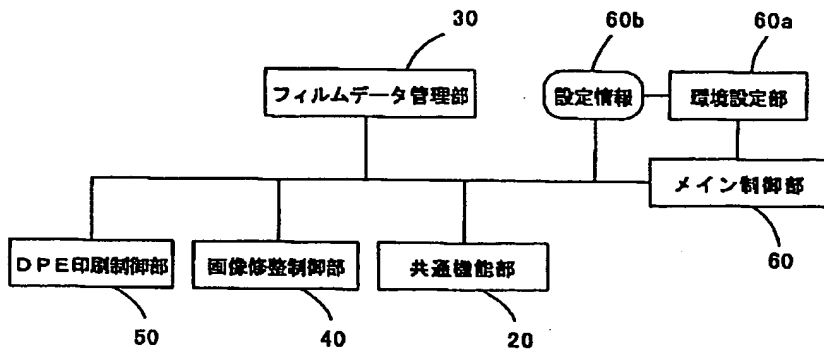 30
60b
60a
フィルムデータ管理部
設定情報
環境設定部
メイン制御部
60
DPE印刷制御部
画像修整制御部
共通機能部
50
40
20